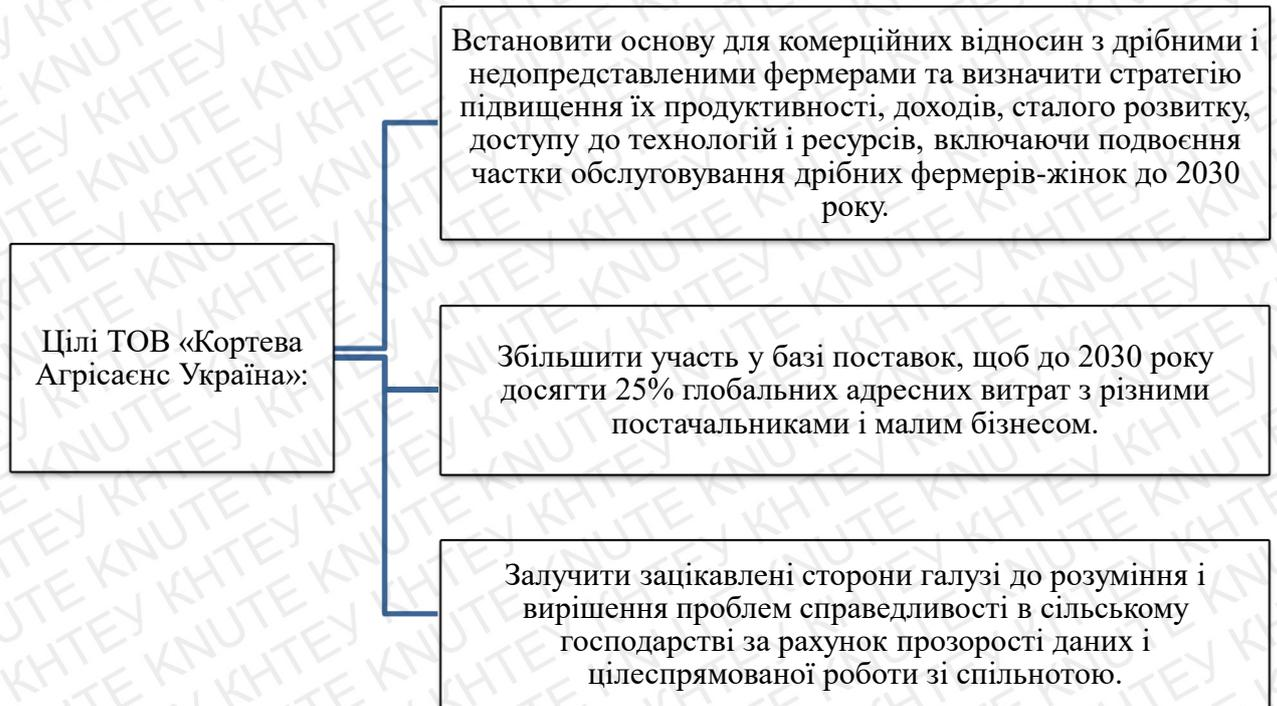 Встановити основу для комерційних відносин з дрібними і
недопредставленими фермерами та визначити стратегію
підвищення їх продуктивності, доходів, сталого розвитку,
доступу до технологій і ресурсів, включаючи подвоєння
частки обслуговування дрібних фермерів-жінок до 2030
року.
Цілі ТОВ «Кортева
Агрісаєнс Україна»:
Збільшити участь у базі поставок, щоб до 2030 року
досягти 25% глобальних адресних витрат з різними
постачальниками і малим бізнесом.
Залучити зацікавлені сторони галузі до розуміння і
вирішення проблем справедливості в сільському
господарстві за рахунок прозорості даних і
цілеспрямованої роботи зі спільнотою.